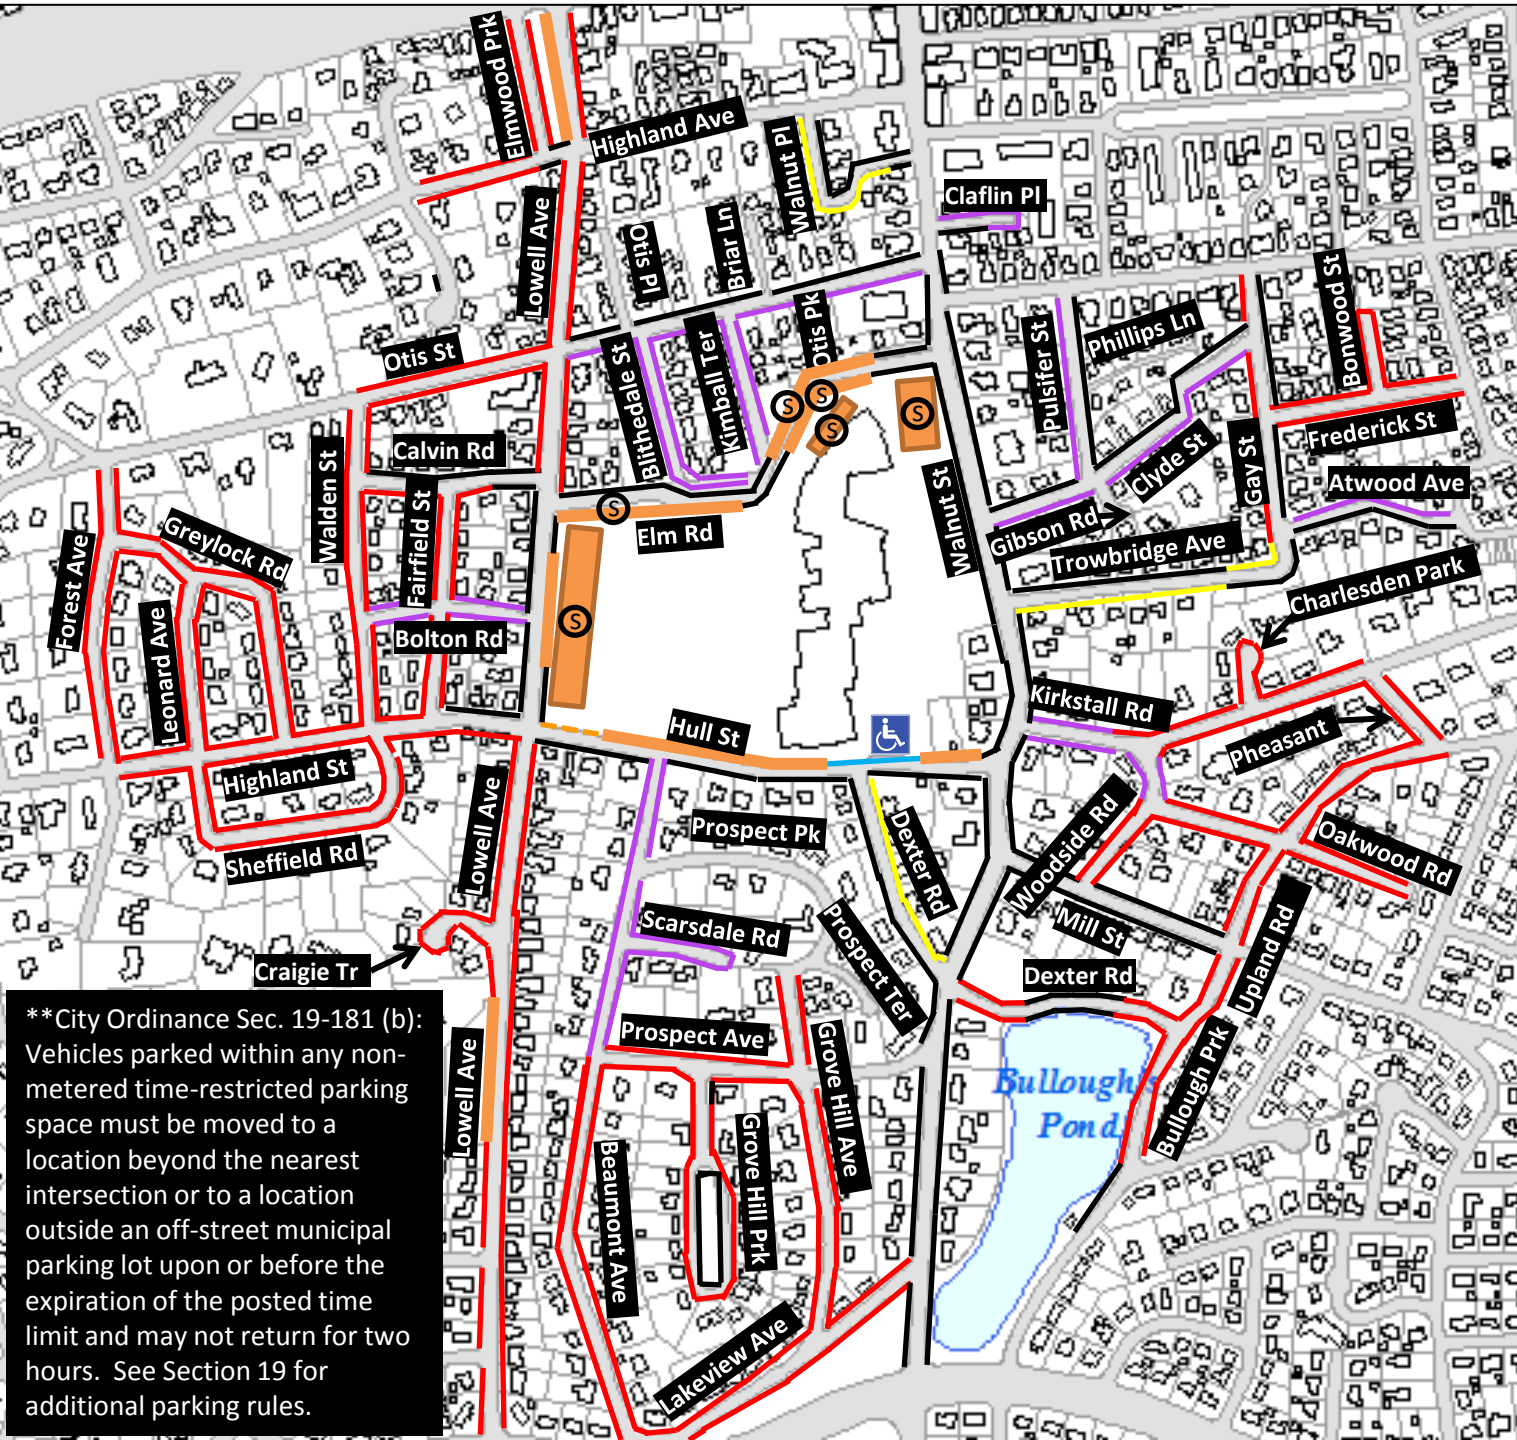 Elmwood Prk
Highland Ave
Walnut Pl
Claflin Pl
Lowell Ave
Otis Pl
Briar Ln
Otis Pk
Bonwood St
Otis St
Blithedale St
Kimball Ter
Pulsifer St
Phillips Ln
S
S
S
S
Frederick St
Calvin Rd
Walden St
Fairfield St
Clyde St
Gay St
Atwood Ave
Walnut St
Gibson Rd
S
Elm Rd
Trowbridge Ave
Greylock Rd
Forest Ave
Charlesden Park
Leonard Ave
Bolton Rd
S
Kirkstall Rd
Hull St
Pheasant
Highland St
Lowell Ave
Prospect Pk
Dexter Rd
Woodside Rd
Oakwood Rd
Sheffield Rd
Scarsdale Rd
Prospect Ter
Mill St
Upland Rd
Craigie Tr
Dexter Rd
**City Ordinance Sec. 19-181 (b):
Vehicles parked within any non-
metered time-restricted parking
space must be moved to a
location beyond the nearest
intersection or to a location
outside an off-street municipal
parking lot upon or before the
expiration of the posted time
limit and may not return for two
hours.  See Section 19 for
additional parking rules.
Lowell Ave
Prospect Ave
Grove Hill Ave
Bullough's
Pond
Bullough Prk
Beaumont Ave
Grove Hill Prk
Lakeview Ave